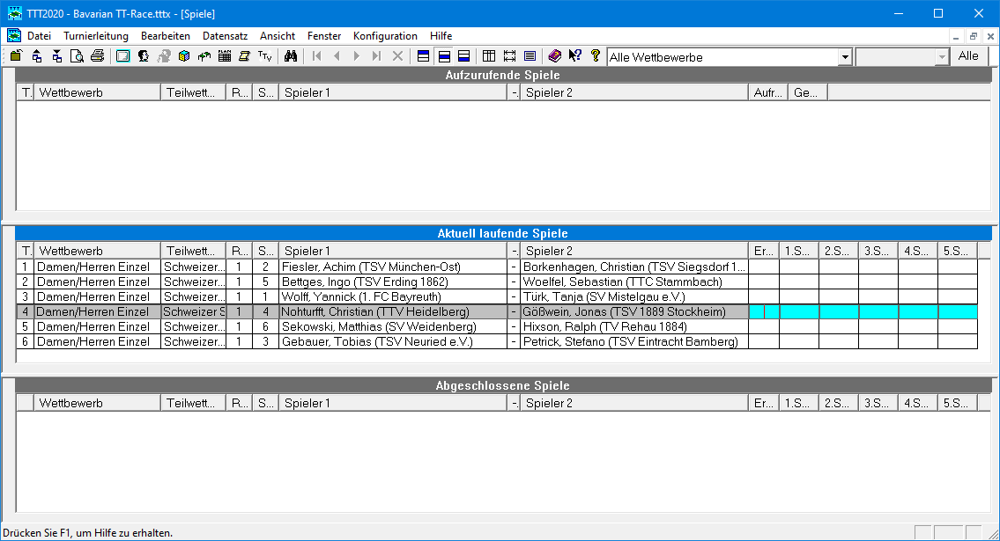 TTT2020 - Bavarian TT-Race.tttx - [Spiele]
Datei Turnierleitung Bearbeiten Datensatz Ansicht Fenster Konfiguration Hilfe
TTv Alle Wettbewerbe Alle
Aufzurufende Spiele
T. Wettbewerb Teilwett... R... S... Spieler 1 -. Spieler 2 Aufr... Ge...
Aktuell laufende Spiele
T. Wettbewerb Teilwett... R... S... Spieler 1 -. Spieler 2 Er... 1.S... 2.S... 3.S... 4.S... 5.S...
1 Damen/Herren Einzel Schweizer... 1 2 Fiesler, Achim (TSV München-Ost) - Borkenhagen, Christian (TSV Siegsdorf 1...
2 Damen/Herren Einzel Schweizer... 1 5 Bettges, Ingo (TSV Erding 1862) - Woelfel, Sebastian (TTC Stammbach)
3 Damen/Herren Einzel Schweizer... 1 1 Wolff, Yannick (1. FC Bayreuth) - Türk, Tanja (SV Mistelgau e.V.)
4 Damen/Herren Einzel Schweizer S 1 4 Nohturfft, Christian (TTV Heidelberg) - Gößwein, Jonas (TSV 1889 Stockheim)
5 Damen/Herren Einzel Schweizer... 1 6 Sekowski, Matthias (SV Weidenberg) - Hixson, Ralph (TV Rehau 1884)
6 Damen/Herren Einzel Schweizer... 1 3 Gebauer, Tobias (TSV Neuried e.V.) - Petrick, Stefano (TSV Eintracht Bamberg)
Abgeschlossene Spiele
Wettbewerb Teilwett... R... S... Spieler 1 -. Spieler 2 Er... 1.S... 2.S... 3.S... 4.S... 5.S...
Drücken Sie F1, um Hilfe zu erhalten.